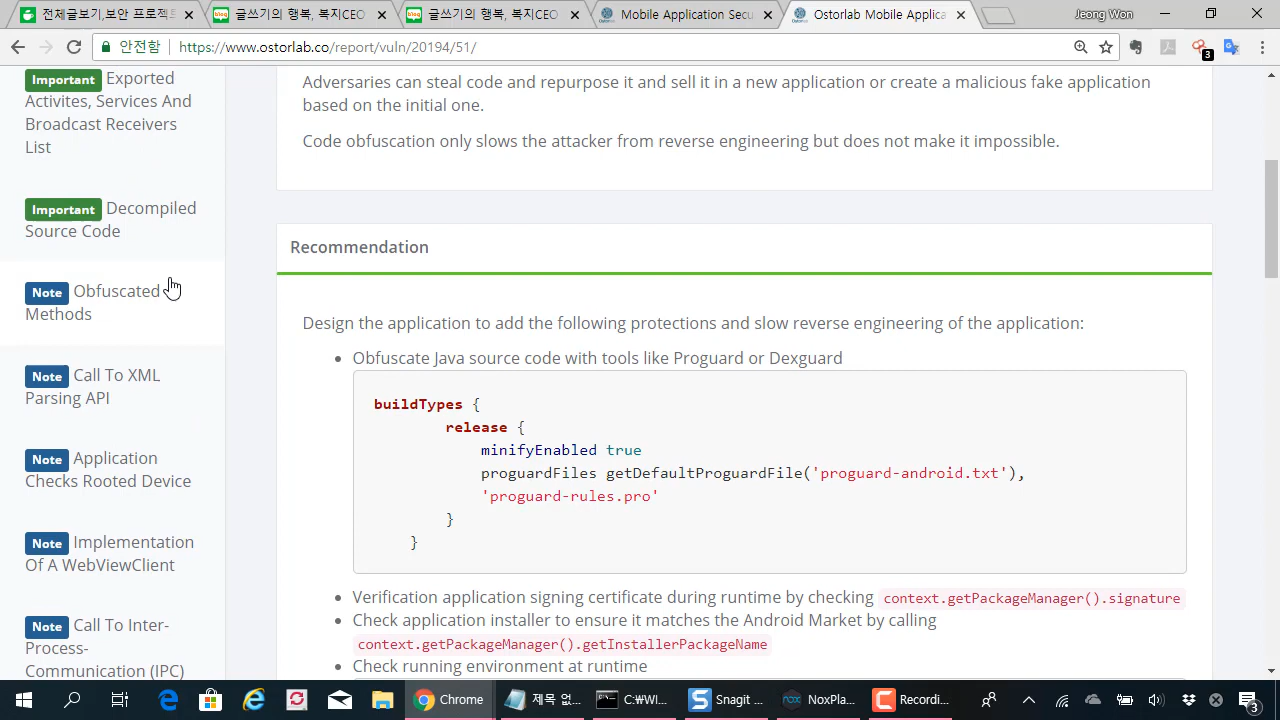 전체글보기,보안 프로젝트
글쓰기의 행복, 복지CEO
글쓰기의 행복, 복지CEO
Mobile Application Secu
Ostorlab Mobile Applica
Jeong Won
안전함
https://www.ostorlab.co/report/vuln/20194/51/
3
Important Exported
Activites, Services And
Broadcast Receivers
List
Important Decompiled
Source Code
Note Obfuscated
Methods
Note Call To XML
Parsing API
Note Application
Checks Rooted Device
Note Implementation
Of A WebViewClient
Note Call To Inter-
Process-
Communication (IPC)
Adversaries can steal code and repurpose it and sell it in a new application or create a malicious fake application
based on the initial one.
Code obfuscation only slows the attacker from reverse engineering but does not make it impossible.
Recommendation
Design the application to add the following protections and slow reverse engineering of the application:
• Obfuscate Java source code with tools like Proguard or Dexguard
buildTypes {
release {
minifyEnabled true
proguardFiles getDefaultProguardFile('proguard-android.txt'),
'proguard-rules.pro'
}
}
• Verification application signing certificate during runtime by checking context.getPackageManager().signature
• Check application installer to ensure it matches the Android Market by calling
context.getPackageManager().getInstallerPackageName
• Check running environment at runtime
Chrome
제목 없...
C:₩WI...
Snagit ...
NoxPla...
Recordi...
3